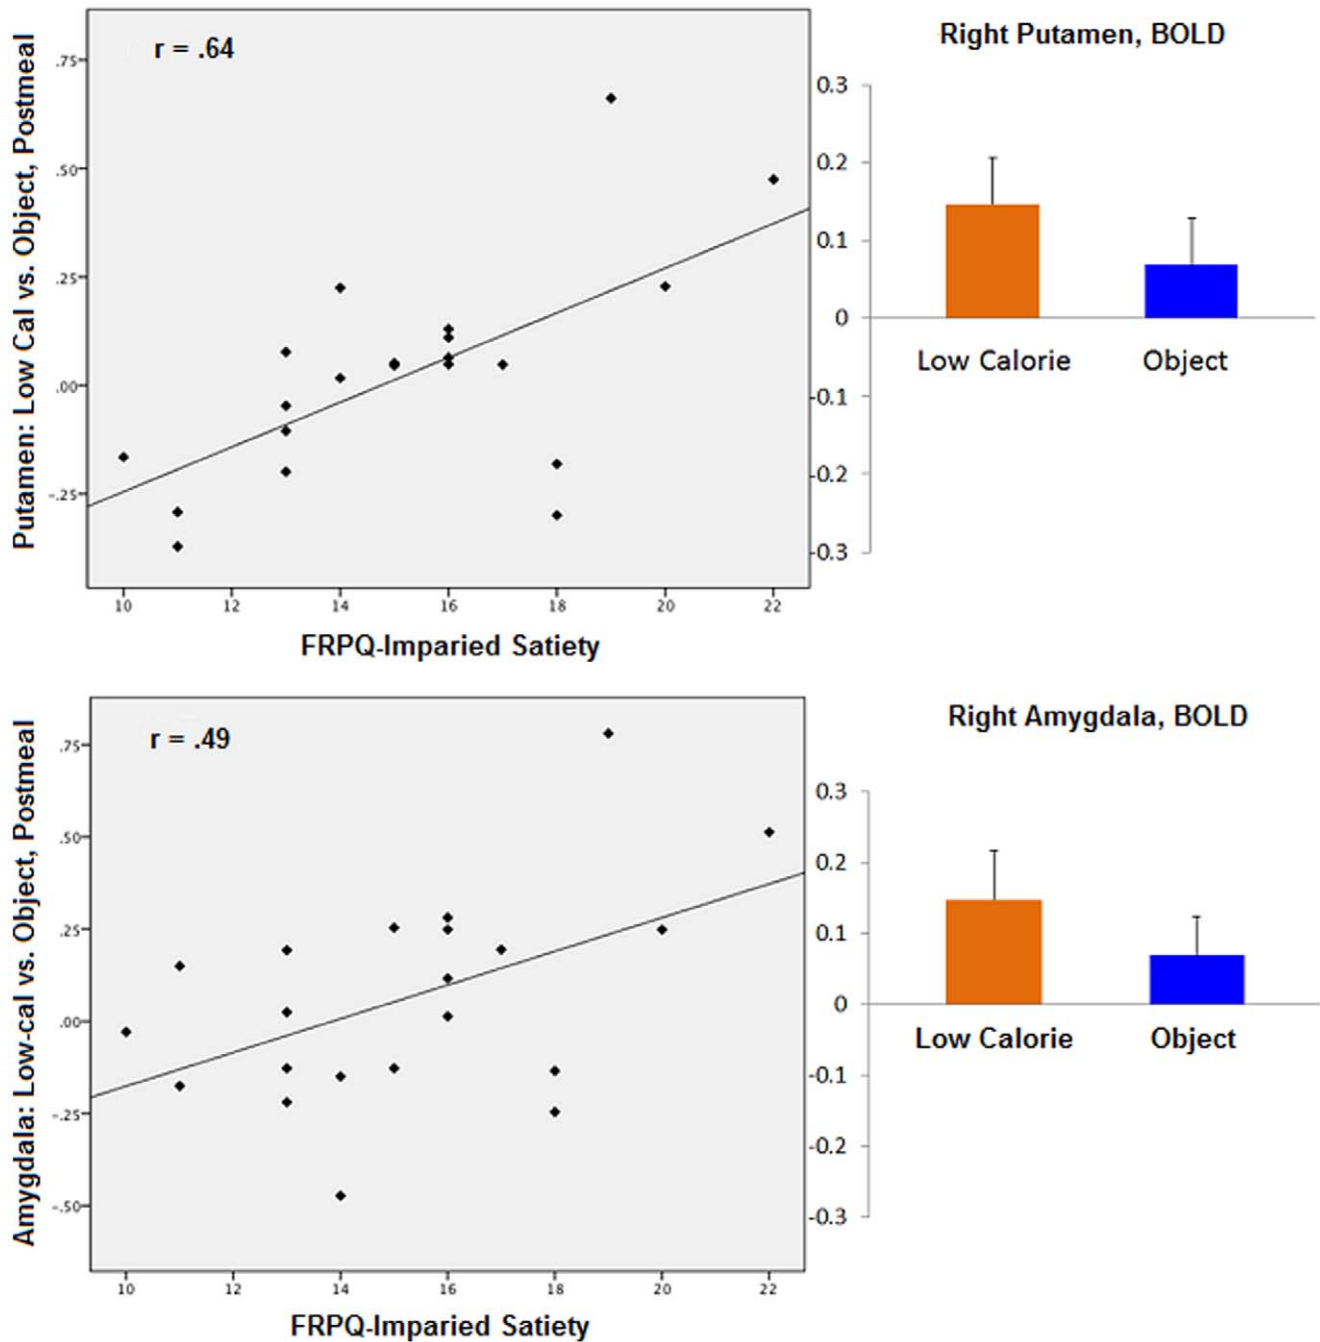 r = .64
Putamen: Low Cal vs. Object, Postmeal
.75
.50
.25
.00
-.25
10 12 14 16 18 20 22
FRPQ-Imparied Satiety
Right Putamen, BOLD
0.3
0.2
0.1
0
-0.1
-0.2
-0.3
Low Calorie Object
r = .49
Amygdala: Low-cal vs. Object, Postmeal
.75
.50
.25
.00
-.25
-.50
10 12 14 16 18 20 22
FRPQ-Imparied Satiety
Right Amygdala, BOLD
0.3
0.2
0.1
0
-0.1
-0.2
-0.3
Low Calorie Object